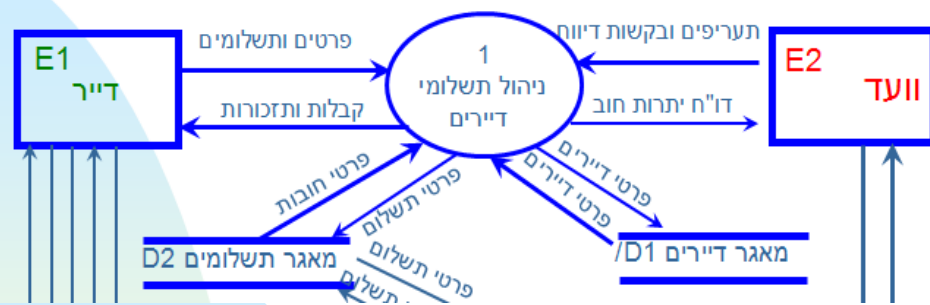 E1
דייר
פרטים ותשלומים
קבלות ותזכורות
1
ניהול תשלומי
דיירים
תעריפים ובקשות דיווח
דו"ח יתרות חוב
E2
וועד
פרטי חובות
פרטי תשלום
פרטי דיירים
פרטי דיירים
מאגר תשלומים D2
מאגר דיירים D1/
פרטי תשלום
תשלום